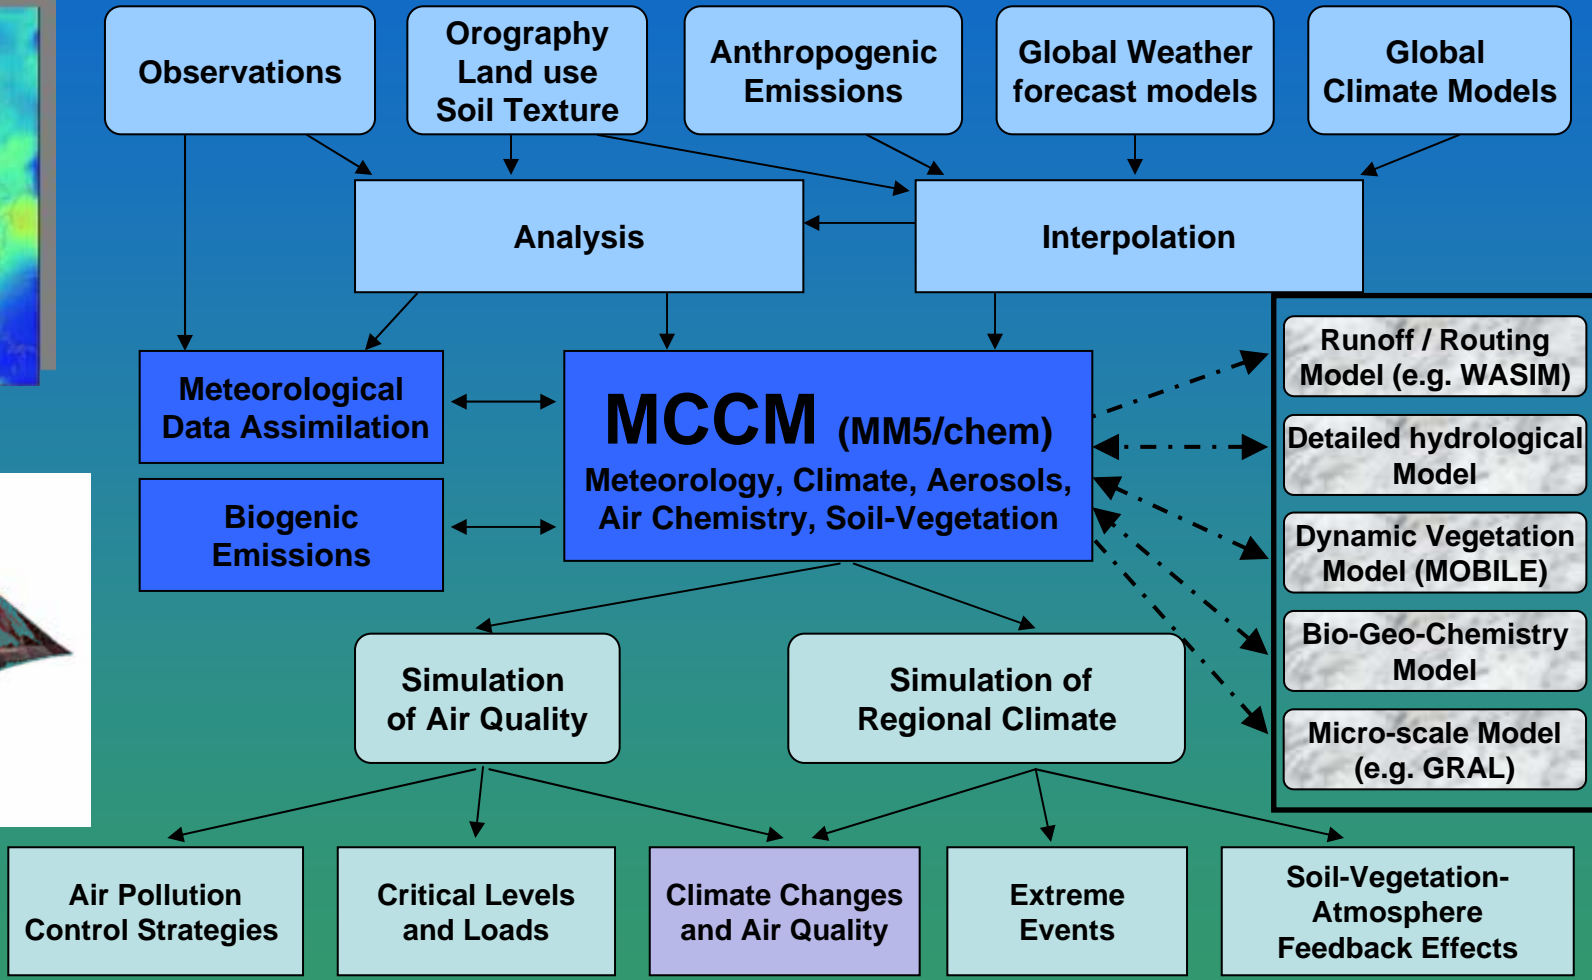 Observations
Orography
Land use
Soil Texture
Anthropogenic
Emissions
Global Weather
forecast models
Global
Climate Models
Analysis
Interpolation
Meteorological
Data Assimilation
MCCM (MM5/chem)
Meteorology, Climate, Aerosols,
Air Chemistry, Soil-Vegetation
Biogenic
Emissions
Runoff / Routing
Model (e.g. WASIM)
Detailed hydrological
Model
Dynamic Vegetation
Model (MOBILE)
Bio-Geo-Chemistry
Model
Micro-scale Model
(e.g. GRAL)
Simulation
of Air Quality
Simulation of
Regional Climate
Air Pollution
Control Strategies
Critical Levels
and Loads
Climate Changes
and Air Quality
Extreme
Events
Soil-Vegetation-
Atmosphere
Feedback Effects